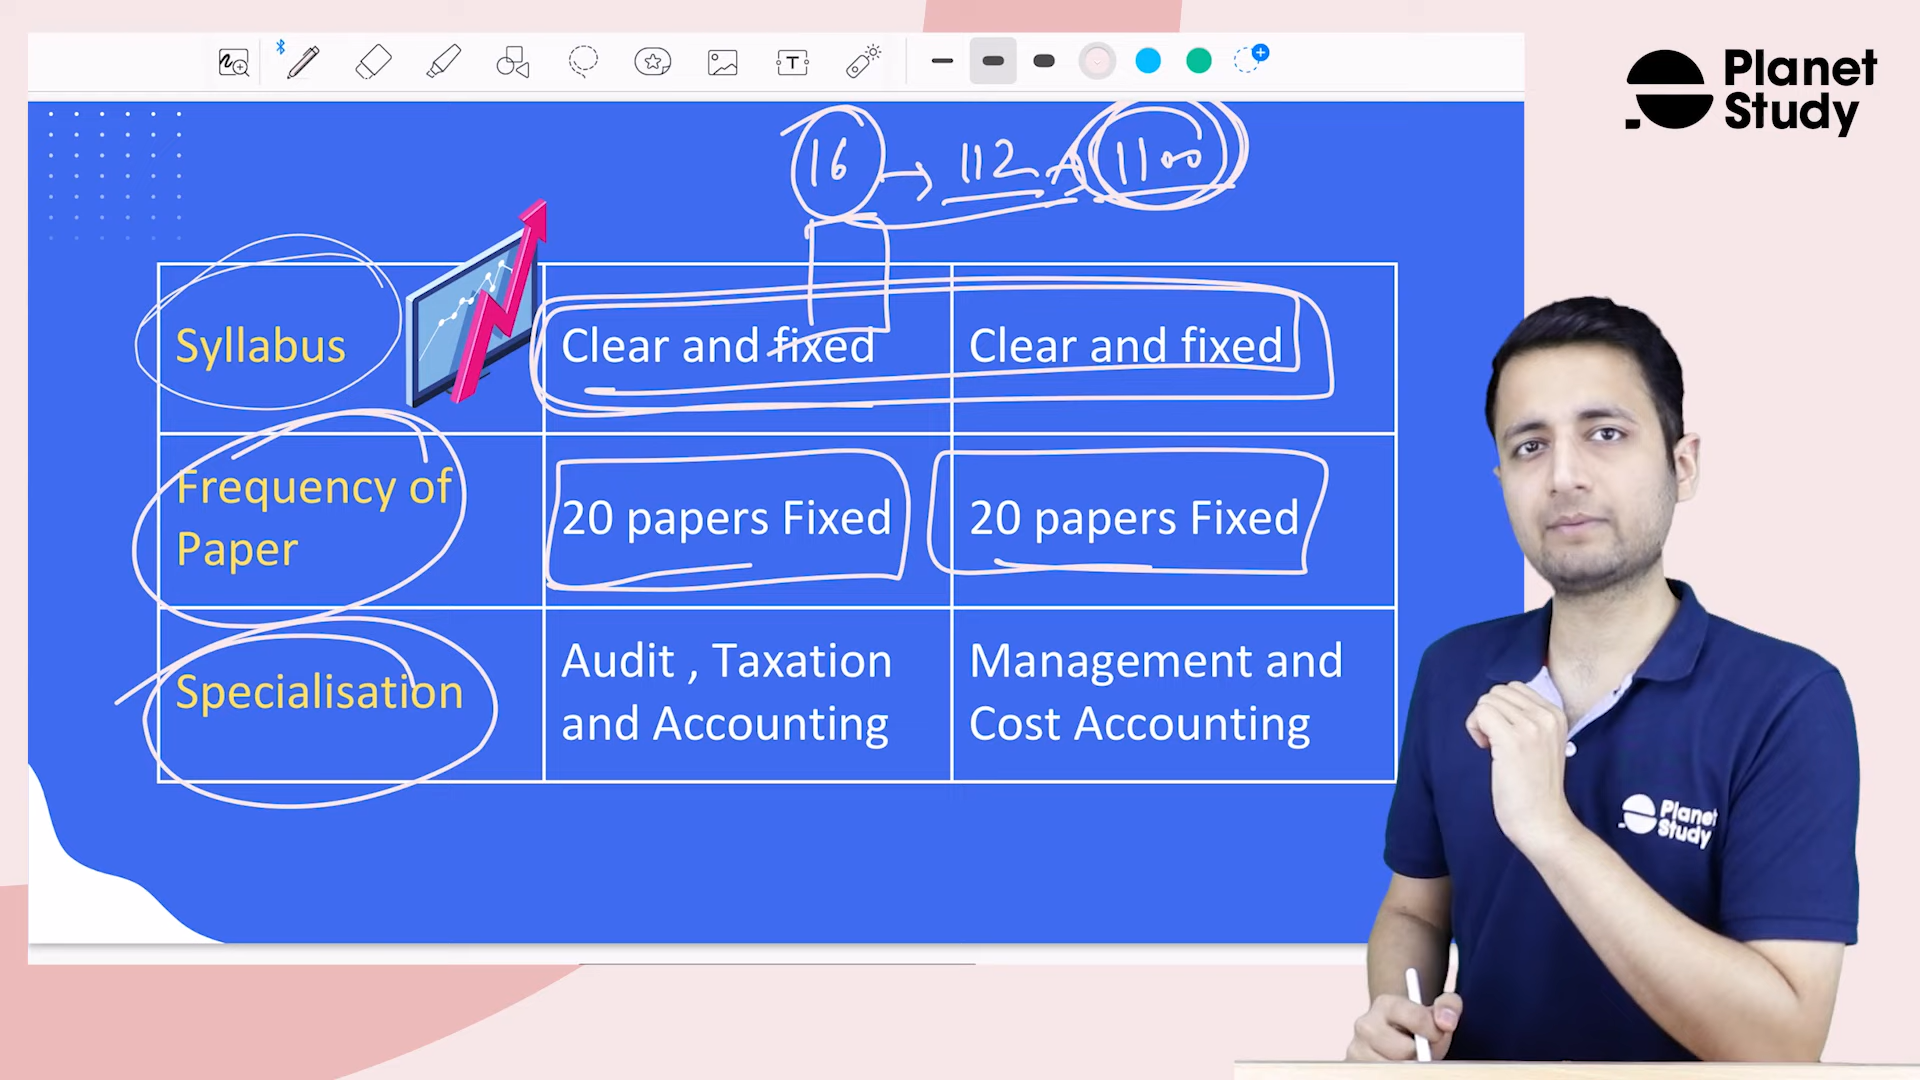 Planet
Study
16 → 112 A 1100
Syllabus
Clear and fixed
Clear and fixed
Frequency of
Paper
20 papers Fixed
20 papers Fixed
Specialisation
Audit , Taxation
and Accounting
Management and
Cost Accounting
T
Planet
Study